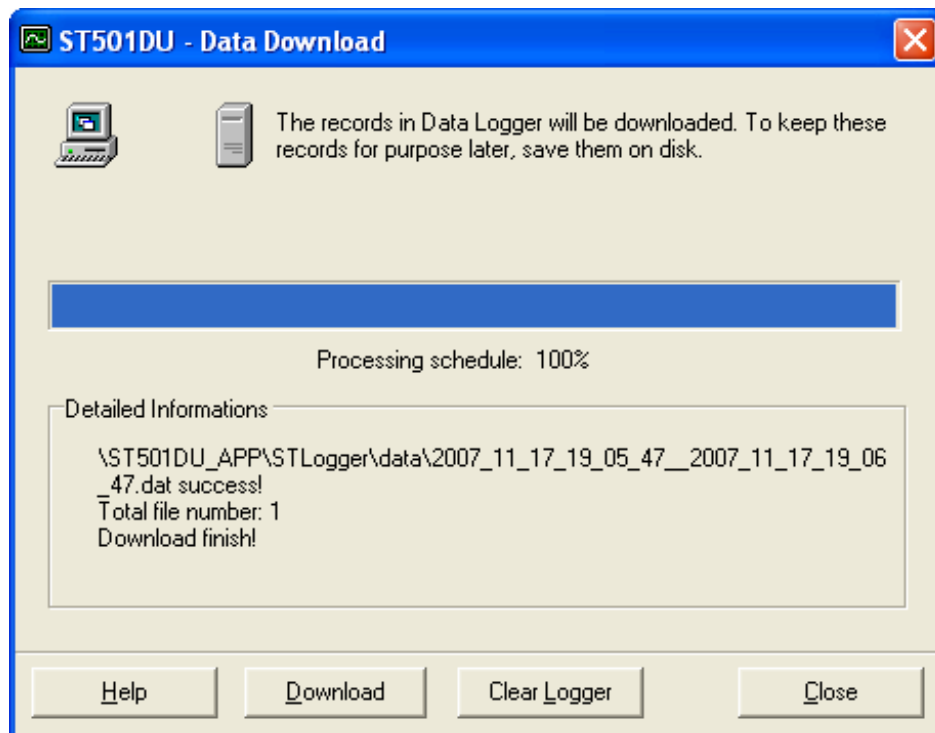 ST501DU - Data Download
The records in Data Logger will be downloaded. To keep these
records for purpose later, save them on disk.
Processing schedule: 100%
Detailed Informations
\ST501DU_APP\STLogger\data\2007_11_17_19_05_47__2007_11_17_19_06
_47.dat success!
Total file number: 1
Download finish!
Help
Download
Clear Logger
Close